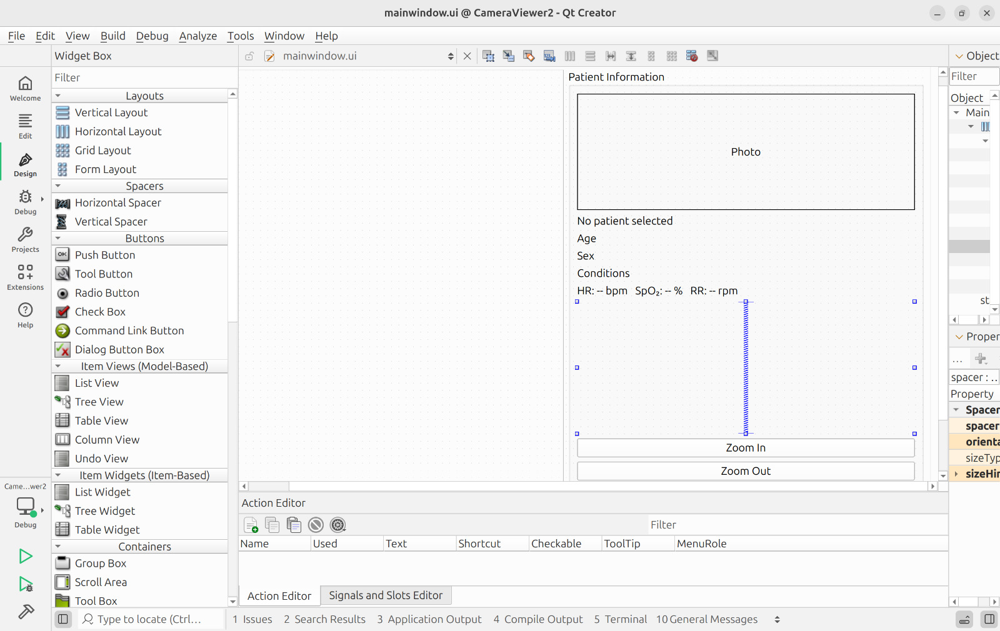 mainwindow.ui @ CameraViewer2 - Qt Creator
File Edit View Build Debug Analyze Tools Window Help
Widget Box
mainwindow.ui
Object
Filter
Patient Information
Filter
Welcome
Layouts
Object
Vertical Layout
Main
Horizontal Layout
Edit
Grid Layout
Photo
Design
Form Layout
Spacers
Horizontal Spacer
Debug
Vertical Spacer
No patient selected
Buttons
Age
Projects
Push Button
Sex
Tool Button
Conditions
Extensions
Radio Button
HR: -- bpm SpO₂: -- % RR: -- rpm
Check Box
st
Help
Command Link Button
Dialog Button Box
Proper
Item Views (Model-Based)
...
List View
spacer : ..
Tree View
Property
Table View
Spacer
Column View
spacer
Undo View
orienta
Zoom In
sizeTyp
Item Widgets (Item-Based)
Zoom Out
sizeHin
Came...wer2
List Widget
Action Editor
Tree Widget
Debug
Table Widget
Filter
Containers
Name Used Text Shortcut Checkable ToolTip MenuRole
Group Box
Scroll Area
Action Editor Signals and Slots Editor
Tool Box
Type to locate (Ctrl...
1 Issues 2 Search Results 3 Application Output 4 Compile Output 5 Terminal 10 General Messages